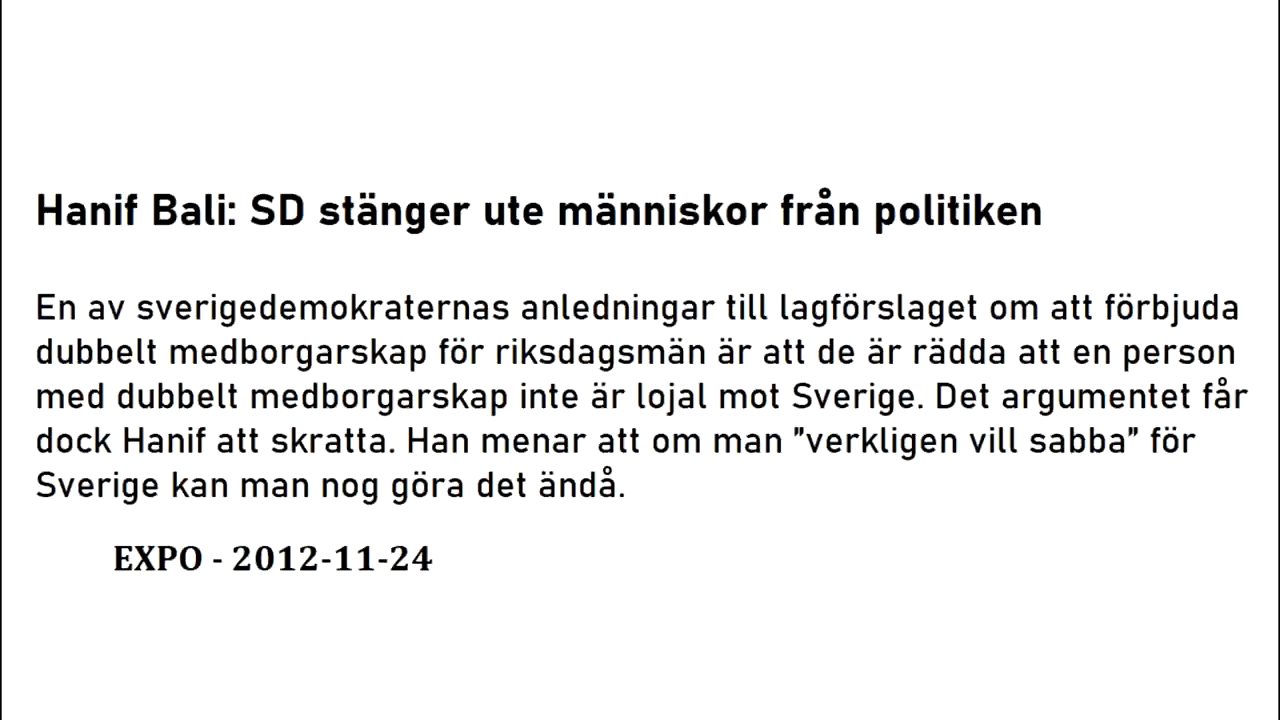 Hanif Bali: SD stänger ute människor från politiken
En av sverigedemokraternas anledningar till lagförslaget om att förbjuda
dubbelt medborgarskap för riksdagsmän är att de är rädda att en person
med dubbelt medborgarskap inte är lojal mot Sverige. Det argumentet får
dock Hanif att skratta. Han menar att om man ”verkligen vill sabba” för
Sverige kan man nog göra det ändå.
EXPO - 2012-11-24